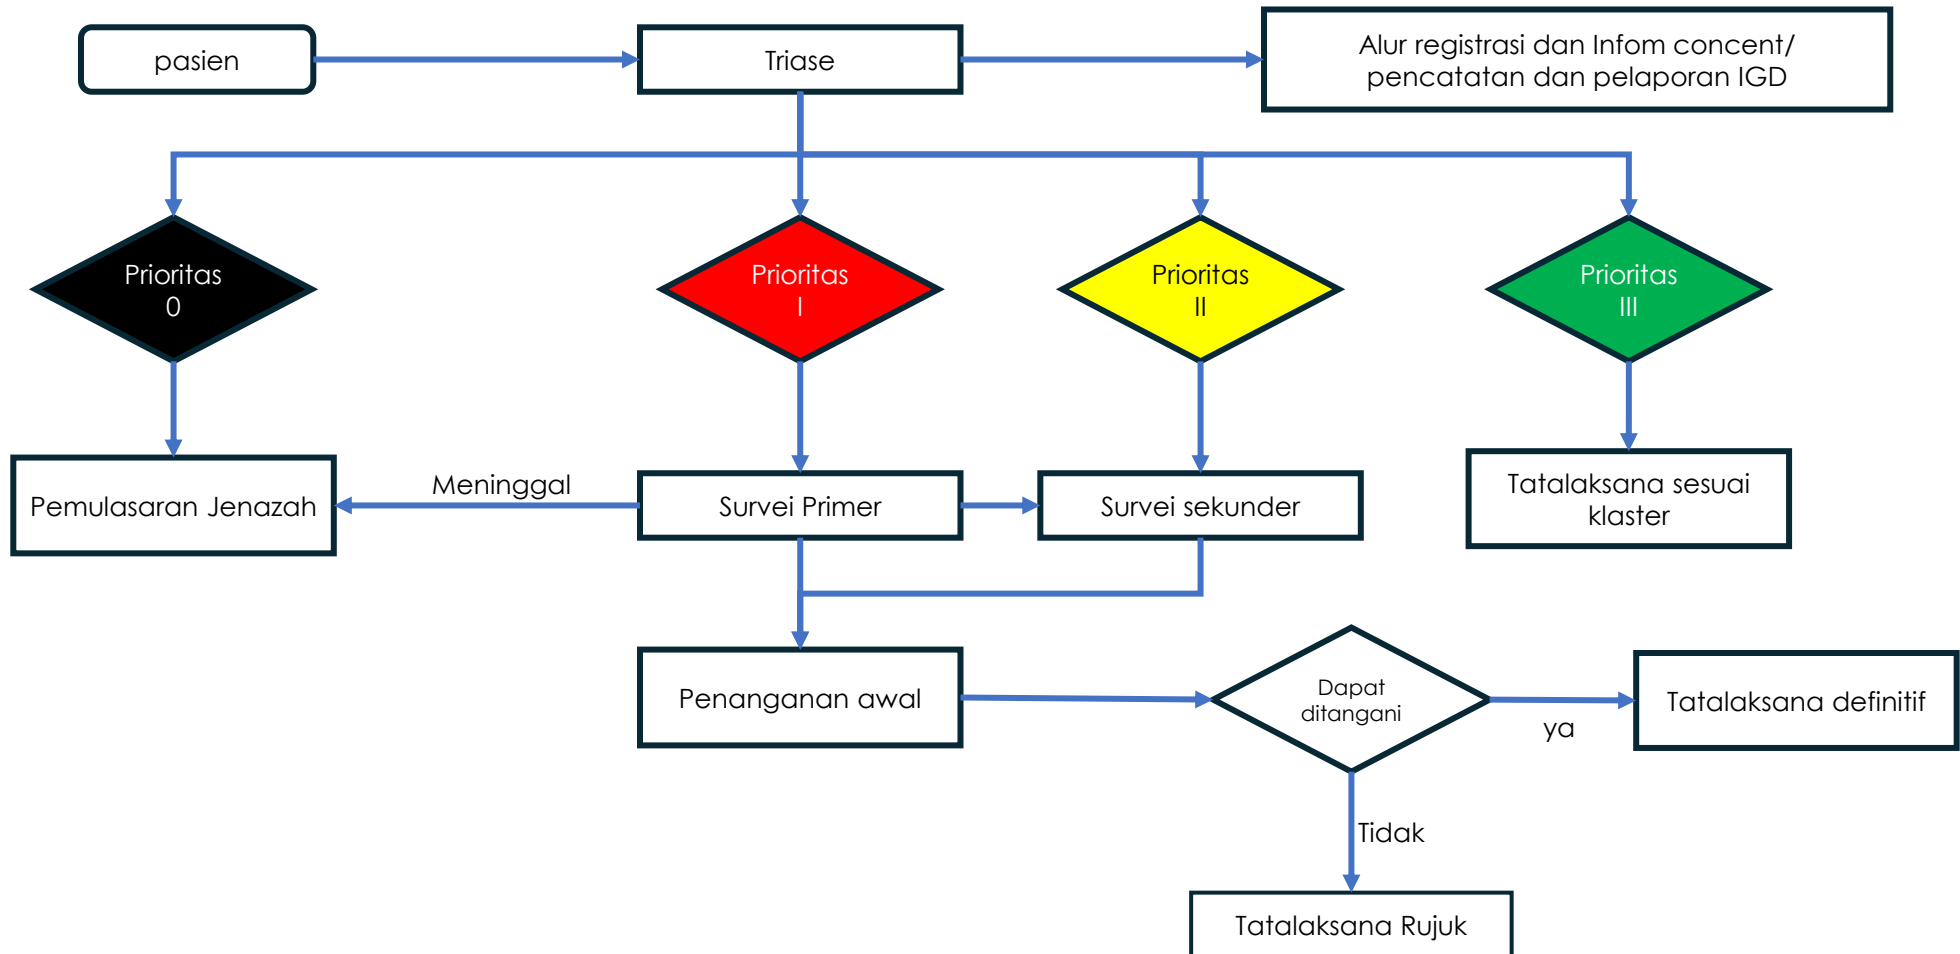 pasien
Triase
Alur registrasi dan Infom concent/
pencatatan dan pelaporan IGD
Prioritas
0
Prioritas
I
Prioritas
II
Prioritas
III
Pemulasaran Jenazah
Meninggal
Survei Primer
Survei sekunder
Tatalaksana sesuai
klaster
Penanganan awal
Dapat
ditangani
ya
Tatalaksana definitif
Tidak
Tatalaksana Rujuk